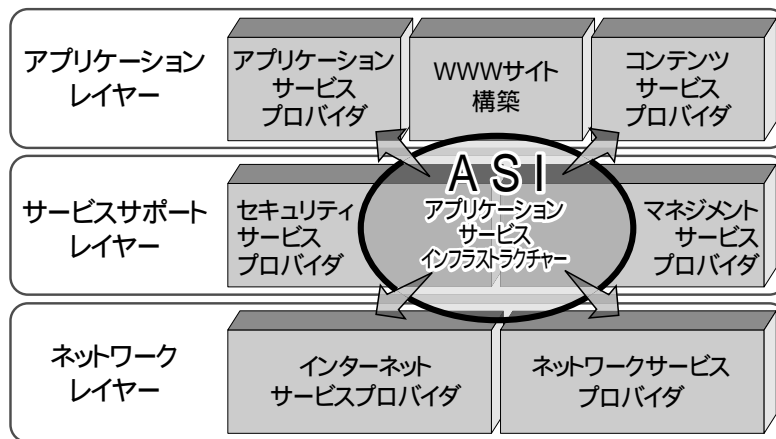 アプリケーション
レイヤー
アプリケーション
サービス
プロバイダ
WWWサイト
構築
コンテンツ
サービス
プロバイダ
サービスサポート
レイヤー
セキュリティ
サービス
プロバイダ
ASI
アプリケーション
サービス
インフラストラクチャー
マネジメント
サービス
プロバイダ
ネットワーク
レイヤー
インターネット
サービスプロバイダ
ネットワークサービス
プロバイダ